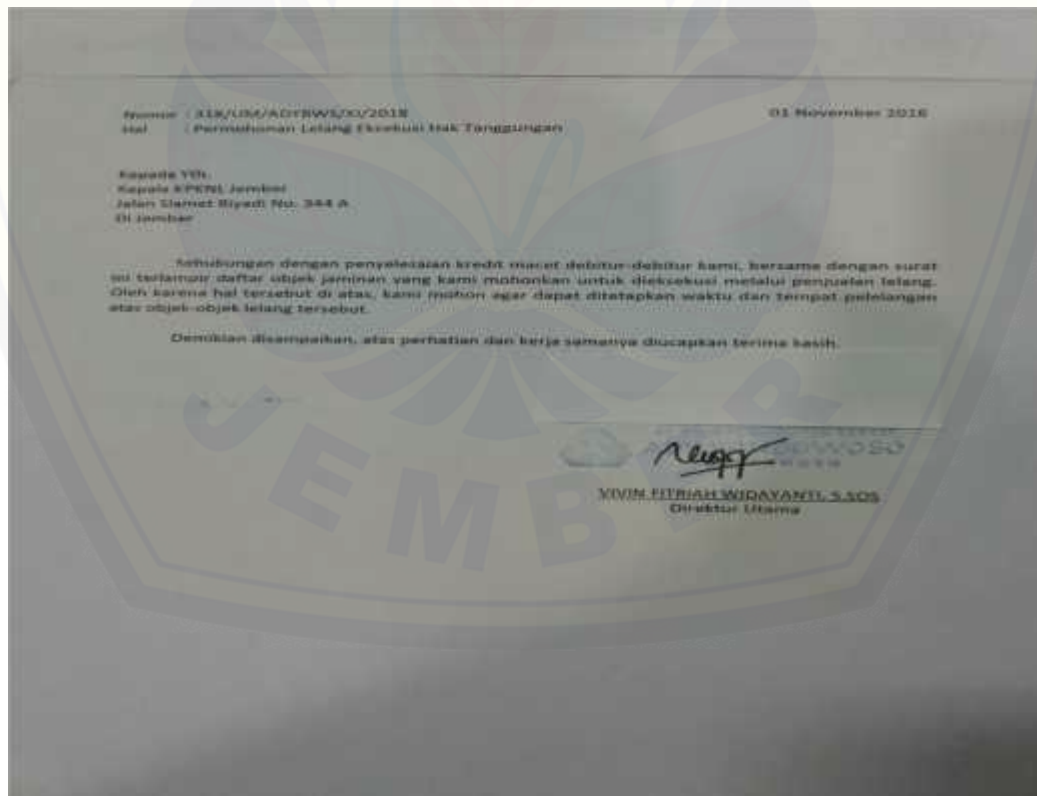 Nomor : 318/UM/ADYBWS/XI/2018
01 November 2018
Hal : Permohonan Lelang Eksekusi Hak Tanggungan
Kepada Yth.
Kepala KPKNL Jember
Jalan Slamet Riyadi No. 344 A
Di Jember
Sehubungan dengan penyelesaian kredit macet debitur-debitur kami, bersama dengan surat
ini terlampir daftar objek jaminan yang kami mohonkan untuk dieksekusi melalui penjualan lelang.
Oleh karena hal tersebut di atas, kami mohon agar dapat ditetapkan waktu dan tempat pelelangan
atas objek-objek lelang tersebut.
Demikian disampaikan, atas perhatian dan kerja samanya diucapkan terima kasih.
VIVIN FITRIAH WIDAYANTI, S.SOS
Direktur Utama
JEMBER